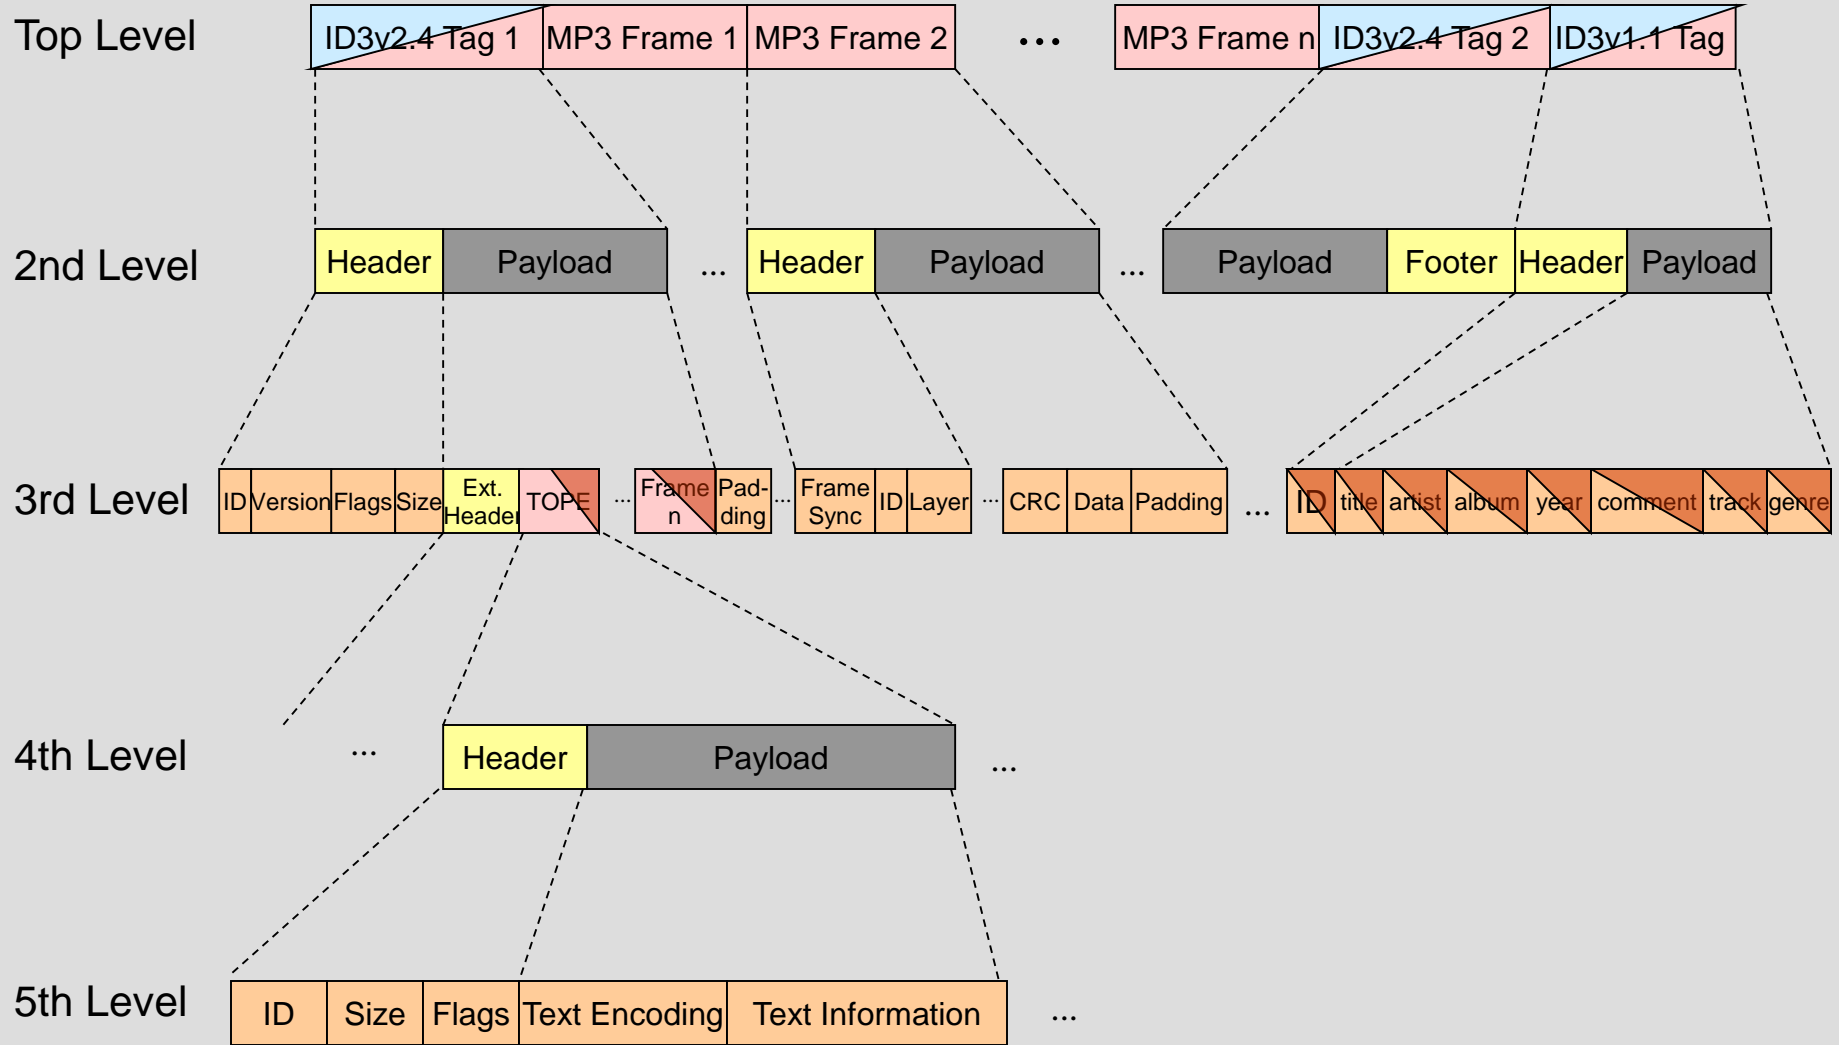 Top Level ID3v2.4 Tag 1 MP3 Frame 1 MP3 Frame 2 ... MP3 Frame n ID3v2.4 Tag 2 ID3v1.1 Tag
2nd Level Header Payload ... Header Payload ... Payload Footer Header Payload
3rd Level ID Version Flags Size Ext. Header TOPE ... Frame n Pad-ding ... Frame Sync ID Layer ... CRC Data Padding ... ID title artist album year comment track genre
4th Level ... Header Payload ...
5th Level ID Size Flags Text Encoding Text Information ...